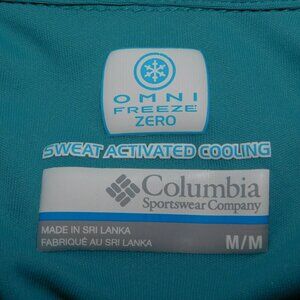 OMNI
FREEZE
ZERO
SWEAT ACTIVATED COOLING
Columbia
Sportswear Company
MADE IN SRI LANKA
FABRIQUÉ AU SRI LANKA
M/M